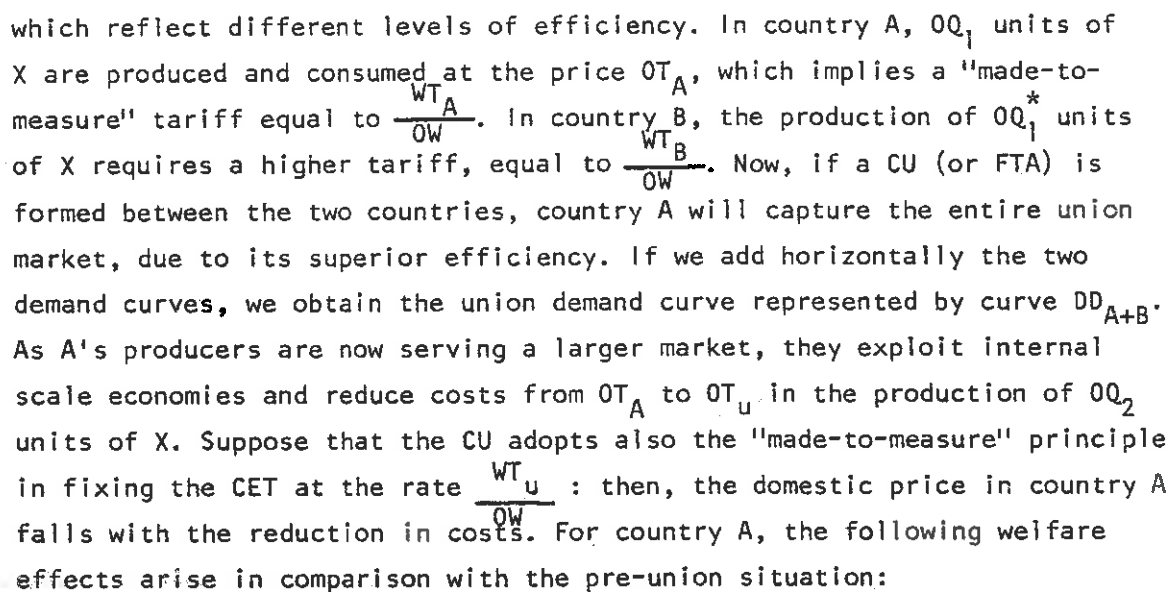 which reflect different levels of efficiency. In country A, OQ₁ units of
X are produced and consumed at the price OT_A, which implies a "made-to-
measure" tariff equal to WT_A/OW. In country B, the production of OQ₁* units
of X requires a higher tariff, equal to WT_B/OW. Now, if a CU (or FTA) is
formed between the two countries, country A will capture the entire union
market, due to its superior efficiency. If we add horizontally the two
demand curves, we obtain the union demand curve represented by curve DD_A+B.
As A's producers are now serving a larger market, they exploit internal
scale economies and reduce costs from OT_A to OT_u in the production of OQ₂
units of X. Suppose that the CU adopts also the "made-to-measure" principle
in fixing the CET at the rate WT_u/OW : then, the domestic price in country A
falls with the reduction in costs. For country A, the following welfare
effects arise in comparison with the pre-union situation: